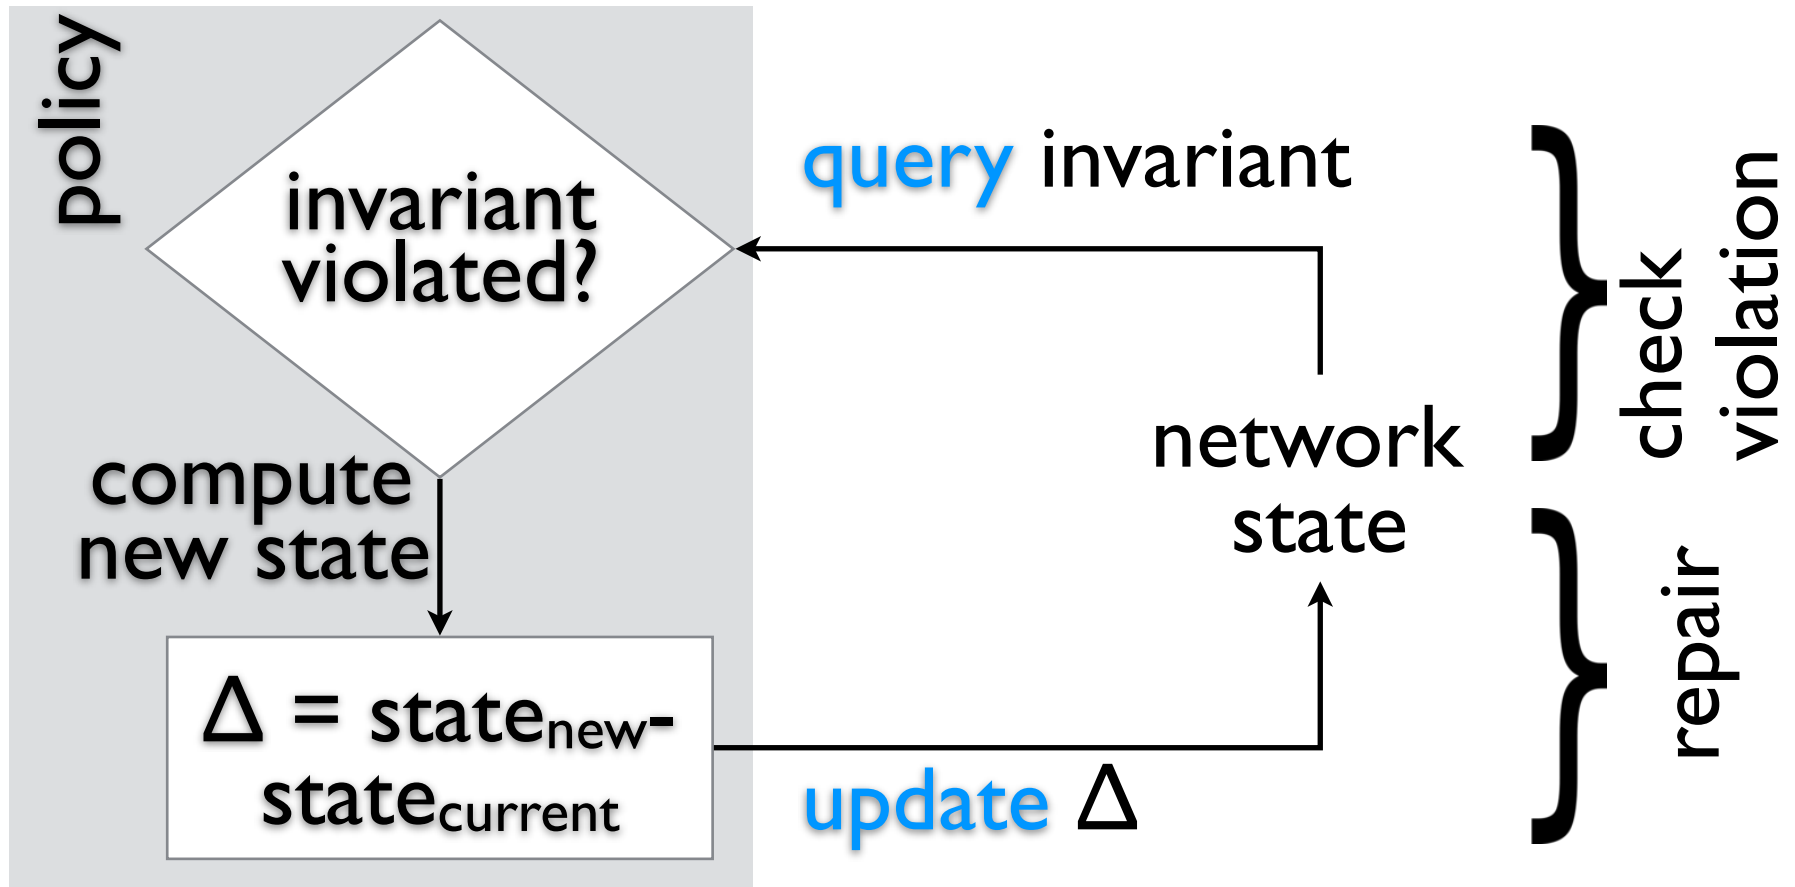 policy
invariant
violated?
query invariant
check
violation
network
state
compute
new state
repair
Δ = statenew-
statecurrent
update Δ